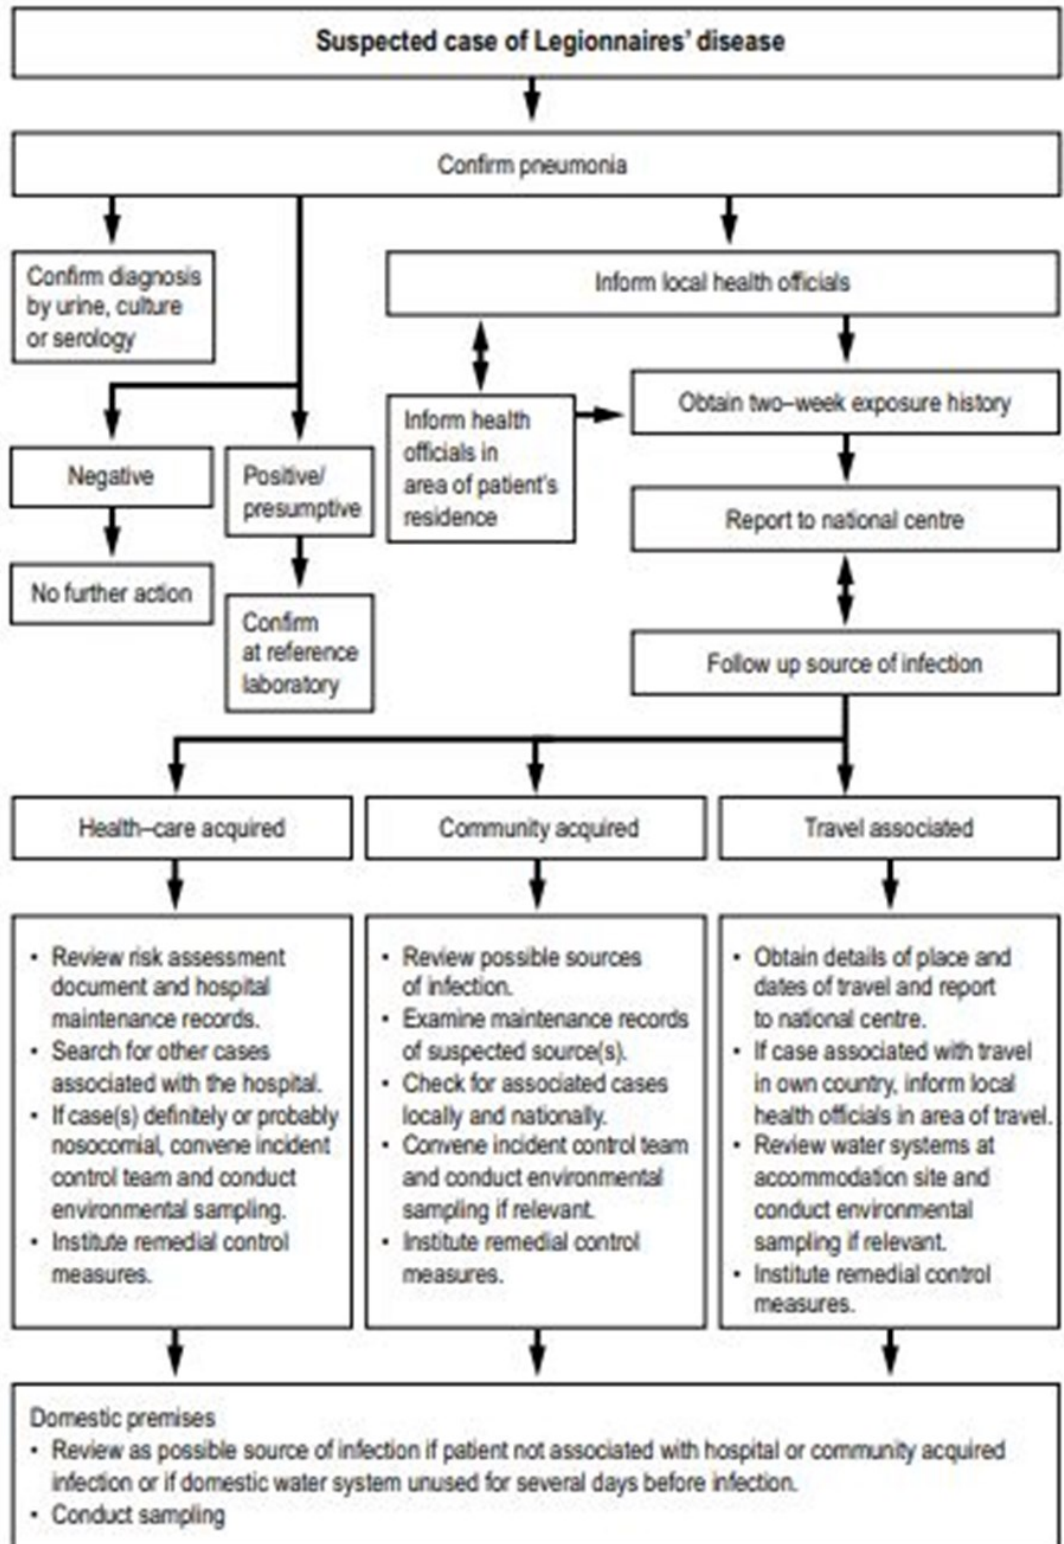 Suspected case of Legionnaires’ disease
Confirm pneumonia
Confirm diagnosis
by urine, culture
or serology
Inform local health officials
Negative
Positive/
presumptive
Inform health
officials in
area of patient's
residence
Obtain two–week exposure history
Report to national centre
No further action
Confirm
at reference
laboratory
Follow up source of infection
Health–care acquired
Community acquired
Travel associated
• Review risk assessment
document and hospital
maintenance records.
• Search for other cases
associated with the hospital.
• If case(s) definitely or probably
nosocomial, convene incident
control team and conduct
environmental sampling.
• Institute remedial control
measures.
• Review possible sources
of infection.
• Examine maintenance records
of suspected source(s).
• Check for associated cases
locally and nationally.
• Convene incident control team
and conduct environmental
sampling if relevant.
• Institute remedial control
measures.
• Obtain details of place and
dates of travel and report
to national centre.
• If case associated with travel
in own country, inform local
health officials in area of travel.
• Review water systems at
accommodation site and
conduct environmental
sampling if relevant.
• Institute remedial control
measures.
Domestic premises
• Review as possible source of infection if patient not associated with hospital or community acquired
infection or if domestic water system unused for several days before infection.
• Conduct sampling